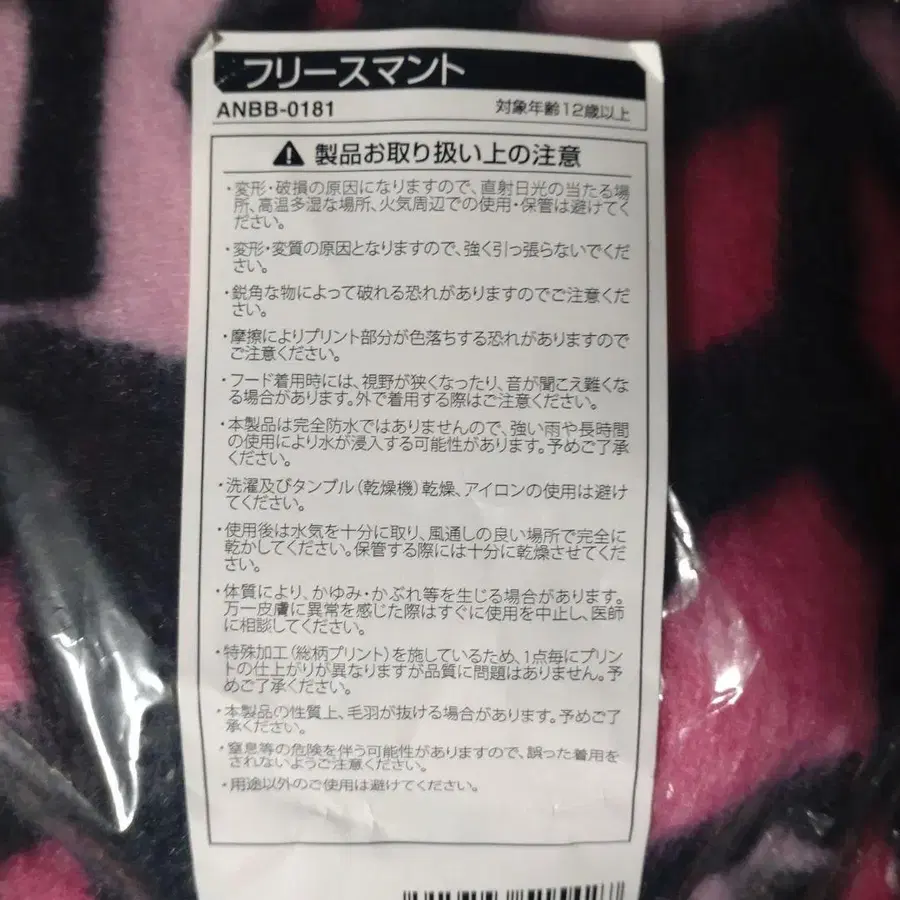 フリースマント
ANBB-0181 対象年齢12歳以上
製品お取り扱い上の注意
・変形・破損の原因になりますので、直射日光の当たる場
所、高温多湿な場所、火気周辺での使用・保管は避けてく
ださい。
・変形・変質の原因となりますので、強く引っ張らないでくだ
さい。
・鋭角な物によって破れる恐れがありますのでご注意くだ
さい。
・摩擦によりプリント部分が色落ちする恐れがありますので
ご注意ください。
・フード着用時には、視野が狭くなったり、音が聞こえ難くな
る場合があります。外で着用する際はご注意ください。
・本製品は完全防水ではありませんので、強い雨や長時間
の使用により水が浸入する可能性があります。予めご了承
ください。
・洗濯及びタンブル(乾燥機)乾燥、アイロンの使用は避け
てください。
・使用後は水気を十分に取り、風通しの良い場所で完全に
乾かしてください。保管する際には十分に乾燥させてくだ
さい。
・体質により、かゆみ・かぶれ等を生じる場合があります。
万一皮膚に異常を感じた際はすぐに使用を中止し、医師
に相談してください。
・特殊加工(総柄プリント)を施しているため、1点毎にプリン
トの仕上がりが異なりますが品質に問題はありません。予
めご了承ください。
・本製品の性質上、毛羽が抜ける場合があります。予めご了
承ください。
・窒息等の危険を伴う可能性がありますので、誤った着用を
されないようご注意ください。
・用途以外のご使用は避けてください。